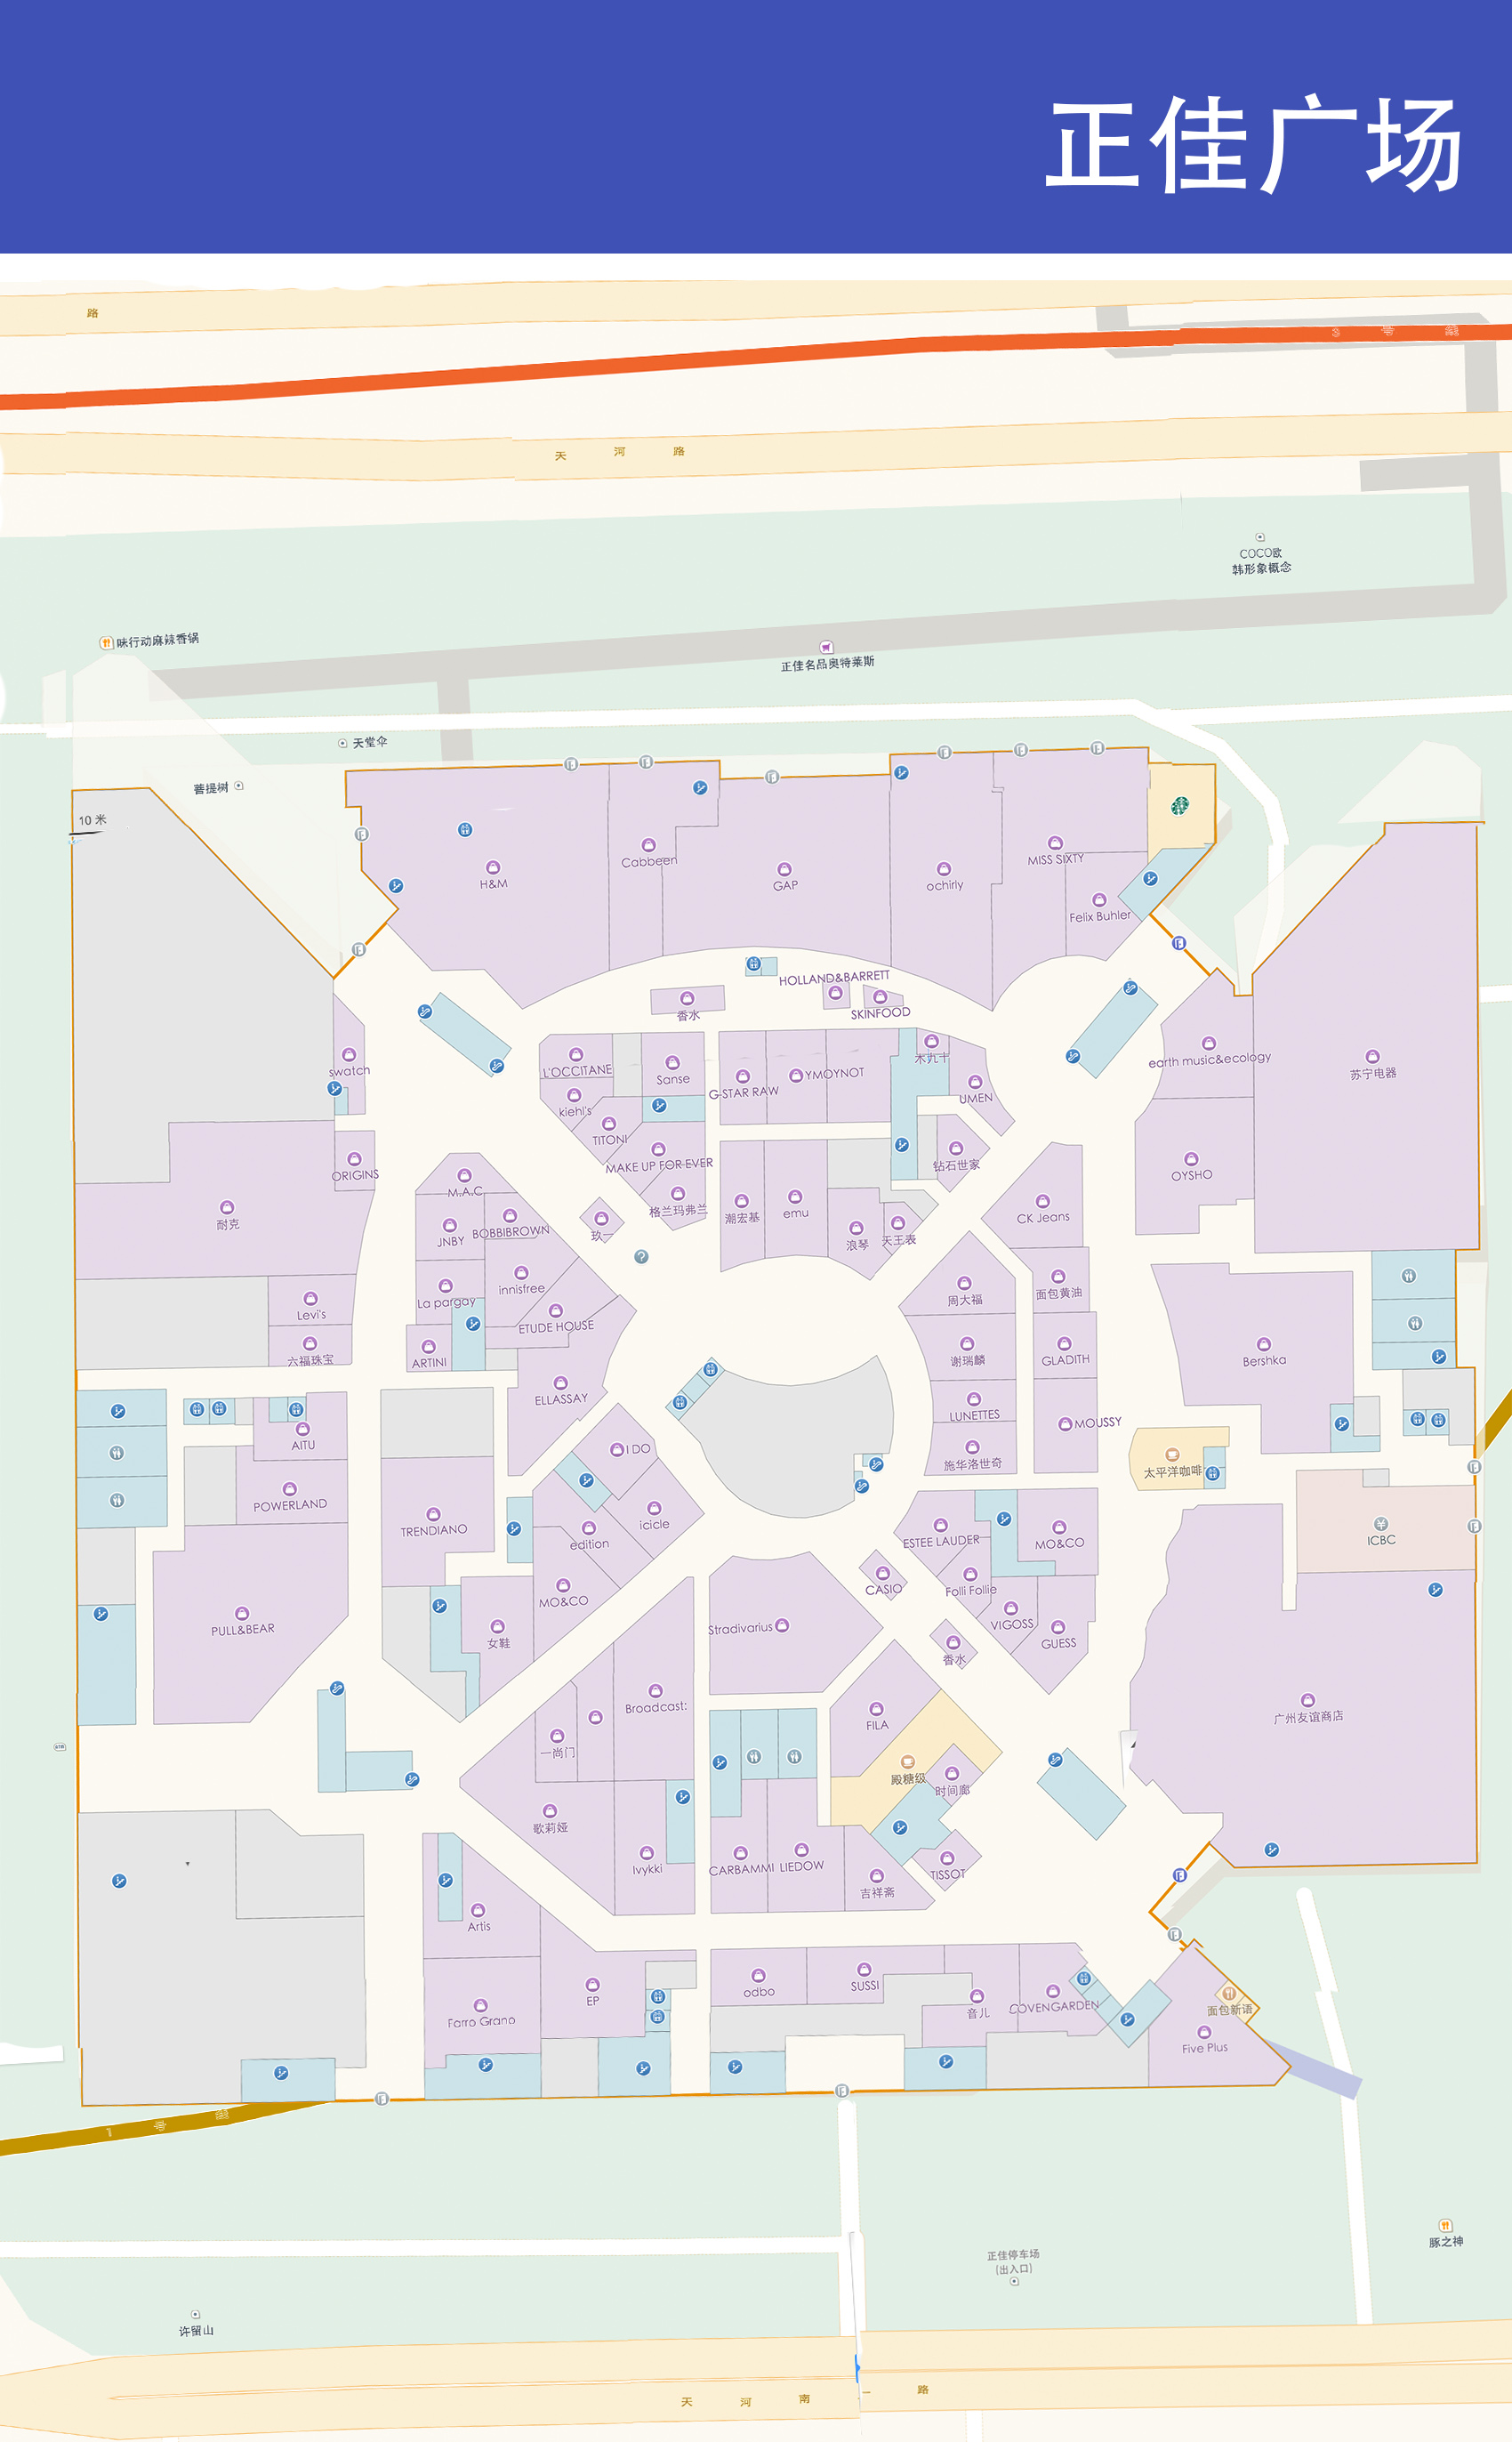 正佳广场
路
3 号 线
天 河 路
COCO欧
韩形象概念
味行动麻辣香锅
正佳名品奥特莱斯
天堂伞
菩提树
10 米
H&M
Cabbeen
GAP
ochirly
MISS SIXTY
Felix Buhler
HOLLAND&BARRETT
香水
SKINFOOD
swatch
L'OCCITANE
Sanse
G-STAR RAW
YMOYNOT
木九十
UMEN
earth music&ecology
苏宁电器
kiehl's
TITONI
MAKE UP FOR EVER
钻石世家
ORIGINS
M.A.C
格兰玛弗兰
潮宏基
emu
浪琴
天王表
CK Jeans
OYSHO
耐克
JNBY
BOBBIBROWN
玖一
La pargay
innisfree
周大福
面包黄油
Levi's
ETUDE HOUSE
六福珠宝
ARTINI
谢瑞麟
GLADITH
Bershka
ELLASSAY
LUNETTES
MOUSSY
AITU
I DO
施华洛世奇
太平洋咖啡
POWERLAND
TRENDIANO
edition
icicle
ESTEE LAUDER
MO&CO
ICBC
MO&CO
CASIO
Folli Follie
PULL&BEAR
女鞋
Stradivarius
VIGOSS
GUESS
香水
Broadcast:
FILA
广州友谊商店
一尚门
殿糖级
时间廊
歌莉娅
Ivykki
CARBAMMI
LIEDOW
吉祥斋
TISSOT
Artis
EP
odbo
SUSSI
音儿
COVENGARDEN
面包新语
Farro Grano
Five Plus
1 号 线
正佳停车场
(出入口)
豚之神
许留山
天 河 南 一 路